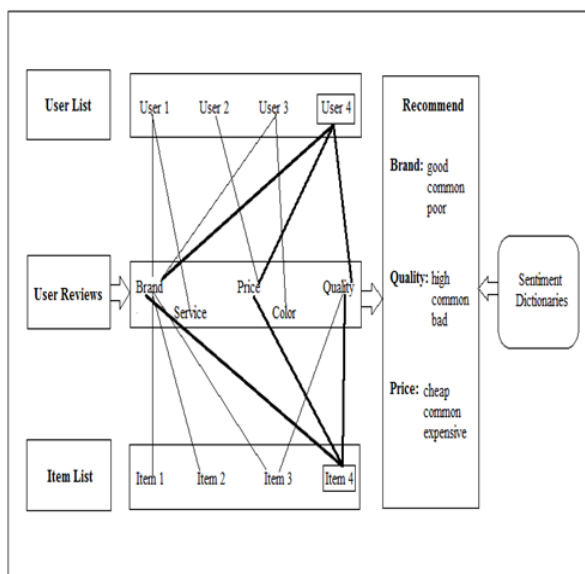 User List
User 1 User 2 User 3 User 4
Recommend
Brand: good
common
poor
User Reviews
Brand Price Quality
Service Color
Quality: high
common
bad
Sentiment
Dictionaries
Price: cheap
common
expensive
Item List
Item 1 Item 2 Item 3 Item 4